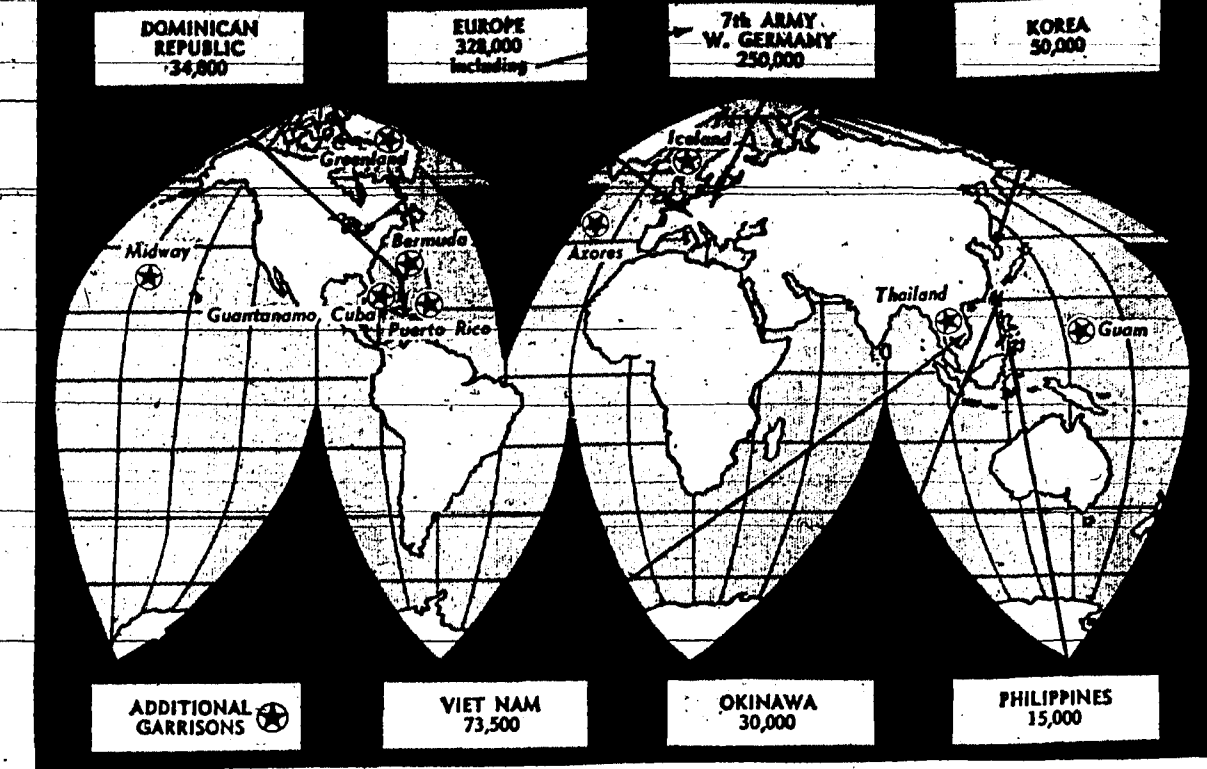 DOMINICAN
REPUBLIC
34,000
EUROPE
328,000
Including
7th ARMY
W. GERMANY
250,000
KOREA
50,000
Greenland
Iceland
Midway
Bermuda
Azores
Guantanamo, Cuba
Puerto Rico
Thailand
Guam
ADDITIONAL
GARRISONS
VIET NAM
73,500
OKINAWA
30,000
PHILIPPINES
15,000